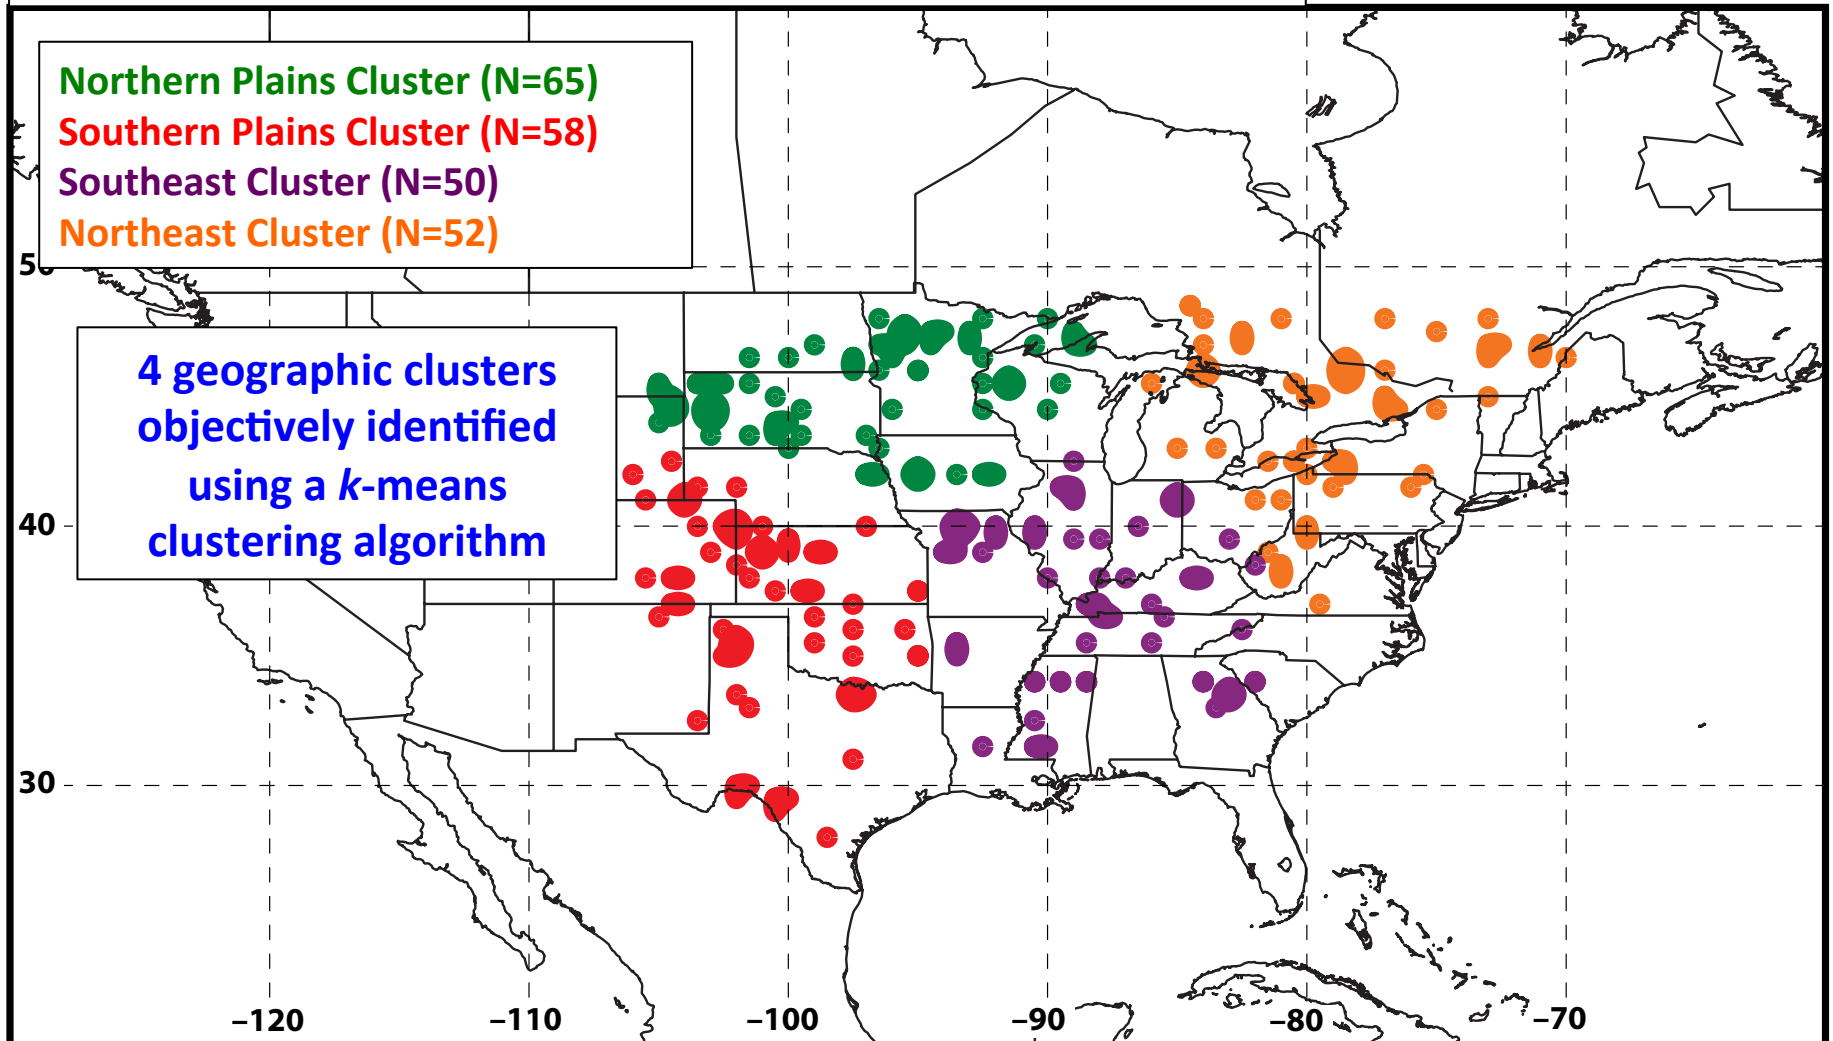 Northern Plains Cluster (N=65)
Southern Plains Cluster (N=58)
Southeast Cluster (N=50)
Northeast Cluster (N=52)
50
4 geographic clusters
objectively identified
using a k-means
clustering algorithm
40
30
−120 −110 −100 −90 −80 −70